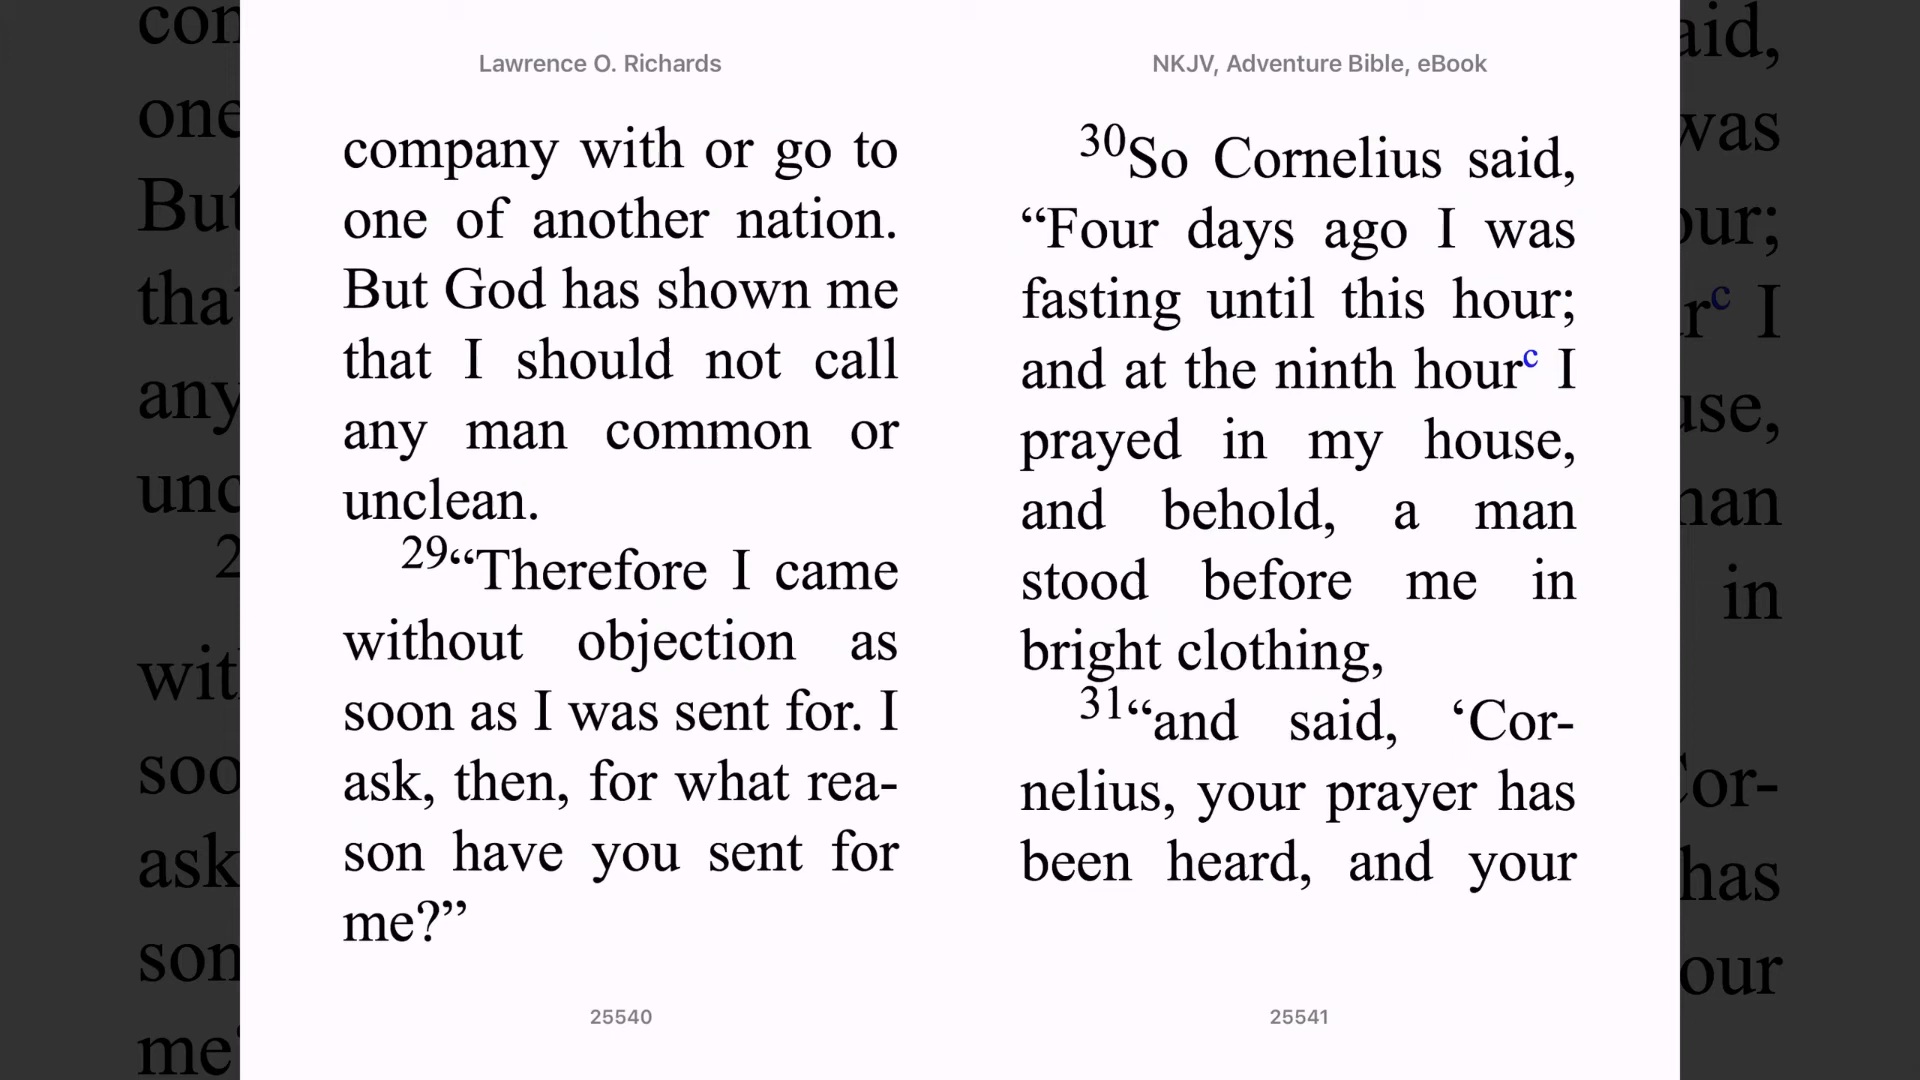 Lawrence O. Richards
company with or go to
one of another nation.
But God has shown me
that I should not call
any man common or
unclean.
29“Therefore I came
without objection as
soon as I was sent for. I
ask, then, for what rea-
son have you sent for
me?”
25540
NKJV, Adventure Bible, eBook
30So Cornelius said,
“Four days ago I was
fasting until this hour;
and at the ninth hourc I
prayed in my house,
and behold, a man
stood before me in
bright clothing,
31“and said, ‘Cor-
nelius, your prayer has
been heard, and your
25541